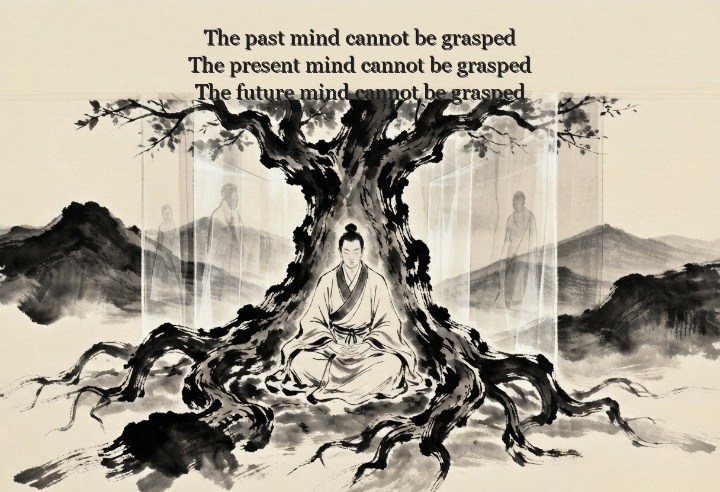 The past mind cannot be grasped
The present mind cannot be grasped
The future mind cannot be grasped